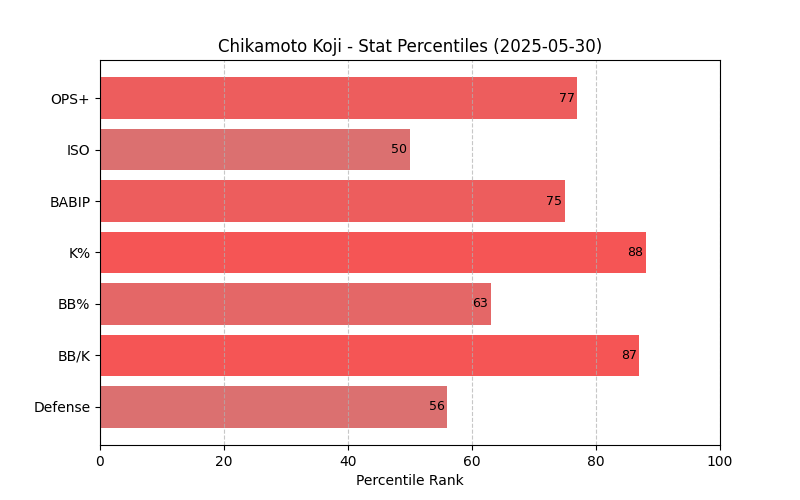 Chikamoto Koji - Stat Percentiles (2025-05-30)
OPS+ 77
ISO 50
BABIP 75
K% 88
BB% 63
BB/K 87
Defense 56
0 20 40 60 80 100
Percentile Rank